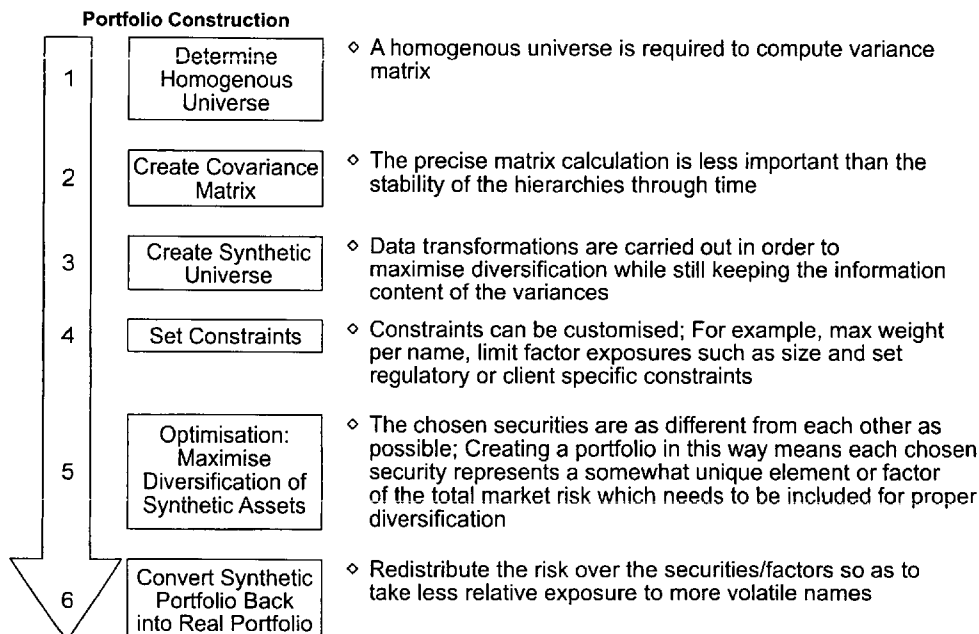 Portfolio Construction
1
Determine
Homogenous
Universe
◇ A homogenous universe is required to compute variance
matrix
2
Create Covariance
Matrix
◇ The precise matrix calculation is less important than the
stability of the hierarchies through time
3
Create Synthetic
Universe
◇ Data transformations are carried out in order to
maximise diversification while still keeping the information
content of the variances
4
Set Constraints
◇ Constraints can be customised; For example, max weight
per name, limit factor exposures such as size and set
regulatory or client specific constraints
5
Optimisation:
Maximise
Diversification of
Synthetic Assets
◇ The chosen securities are as different from each other as
possible; Creating a portfolio in this way means each chosen
security represents a somewhat unique element or factor
of the total market risk which needs to be included for proper
diversification
6
Convert Synthetic
Portfolio Back
into Real Portfolio
◇ Redistribute the risk over the securities/factors so as to
take less relative exposure to more volatile names